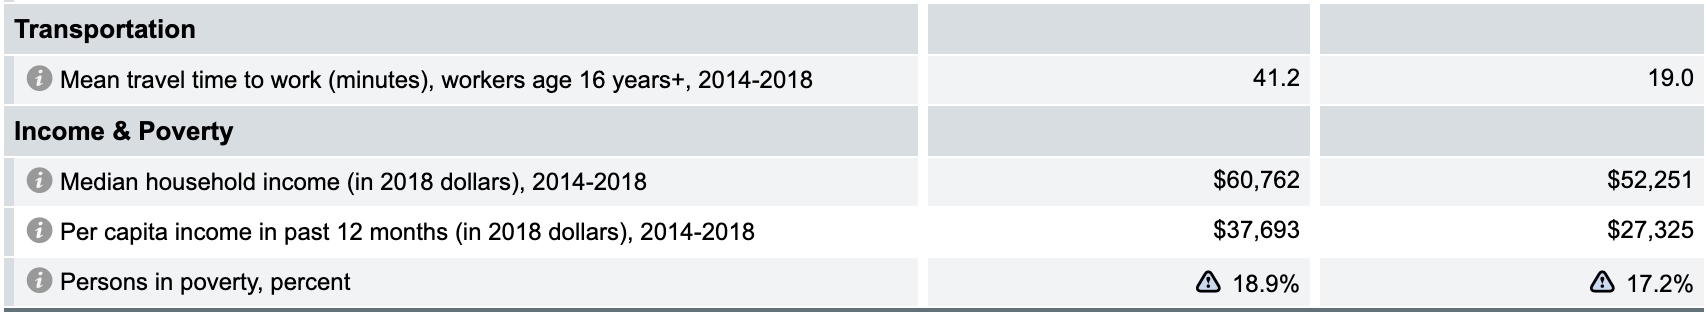 Transportation
Mean travel time to work (minutes), workers age 16 years+, 2014-2018 41.2 19.0
Income & Poverty
Median household income (in 2018 dollars), 2014-2018 $60,762 $52,251
Per capita income in past 12 months (in 2018 dollars), 2014-2018 $37,693 $27,325
Persons in poverty, percent 18.9% 17.2%